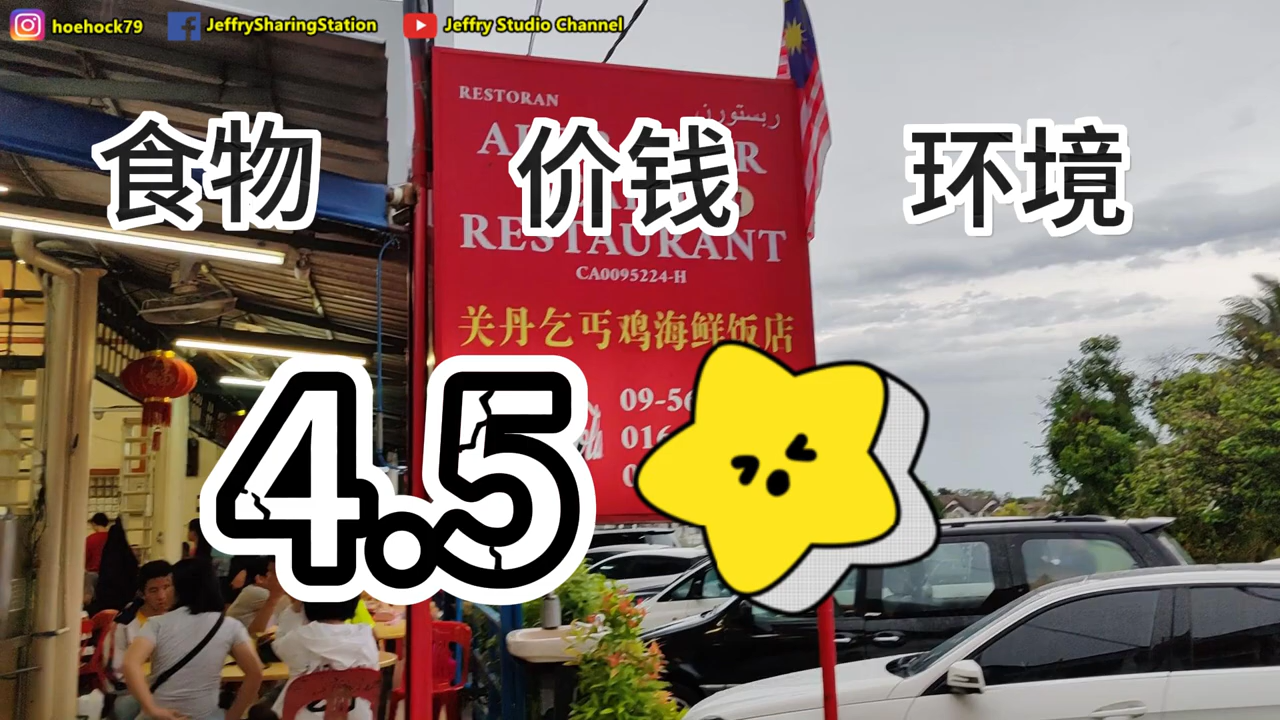 hoehock79
JeffrySharingStation
Jeffry Studio Channel
RESTORAN
ريستورن
食物
价钱
环境
RESTAURANT
CA0095224-H
关丹乞丐鸡海鲜饭店
4.5